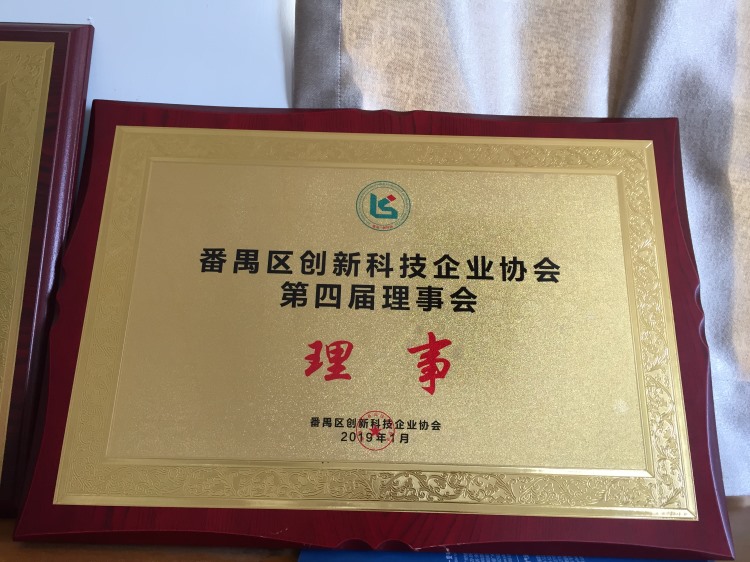 番禺区创新科技企业协会
第四届理事会
理 事
番禺区创新科技企业协会
2019年1月